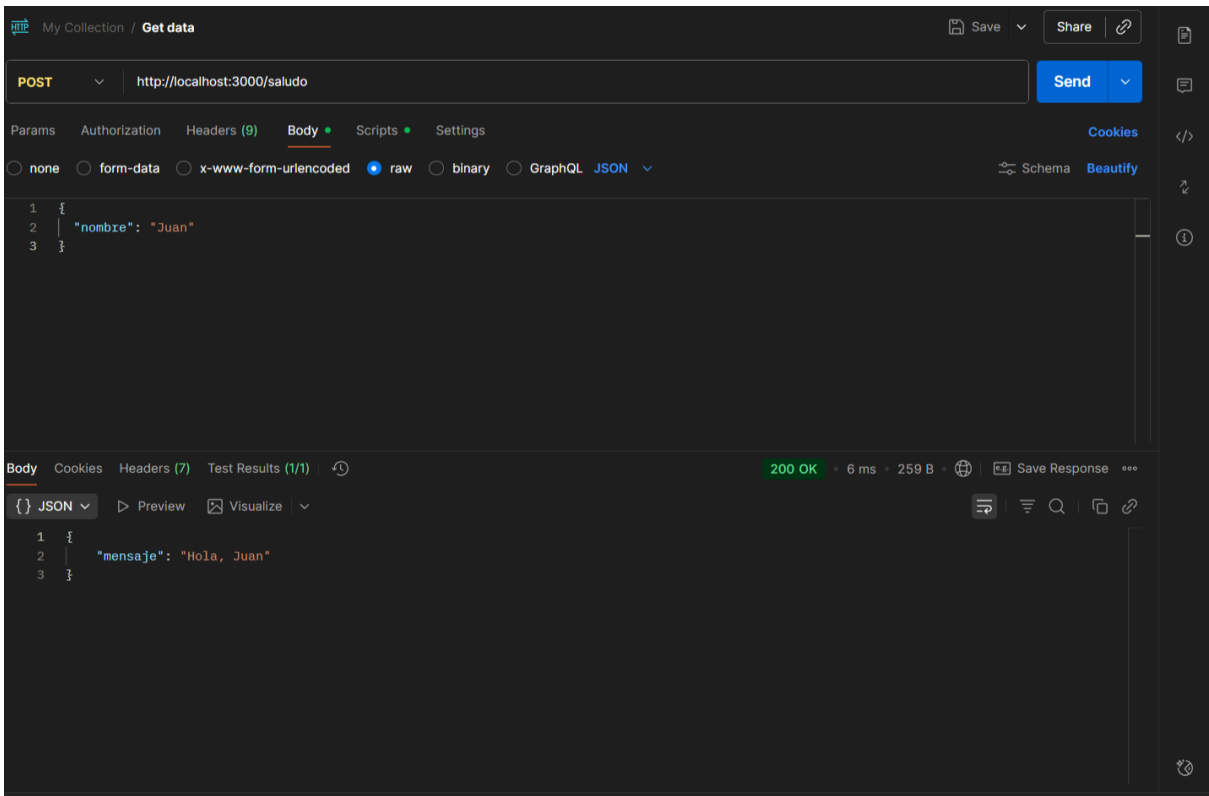 HTTP My Collection / Get data Save Share
POST http://localhost:3000/saludo Send
Params Authorization Headers (9) Body Scripts Settings Cookies
none form-data x-www-form-urlencoded raw binary GraphQL JSON Schema Beautify
1 {
2 "nombre": "Juan"
3 }
Body Cookies Headers (7) Test Results (1/1) 200 OK 6 ms 259 B e.g. Save Response
{} JSON Preview Visualize
1 {
2 "mensaje": "Hola, Juan"
3 }